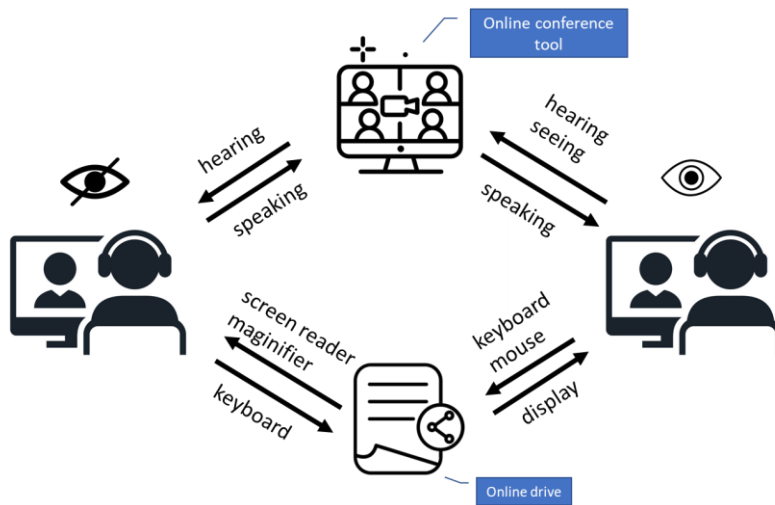 Online conference
tool
hearing
speaking
hearing
seeing
speaking
screen reader
maginifier
keyboard
keyboard
mouse
display
Online drive